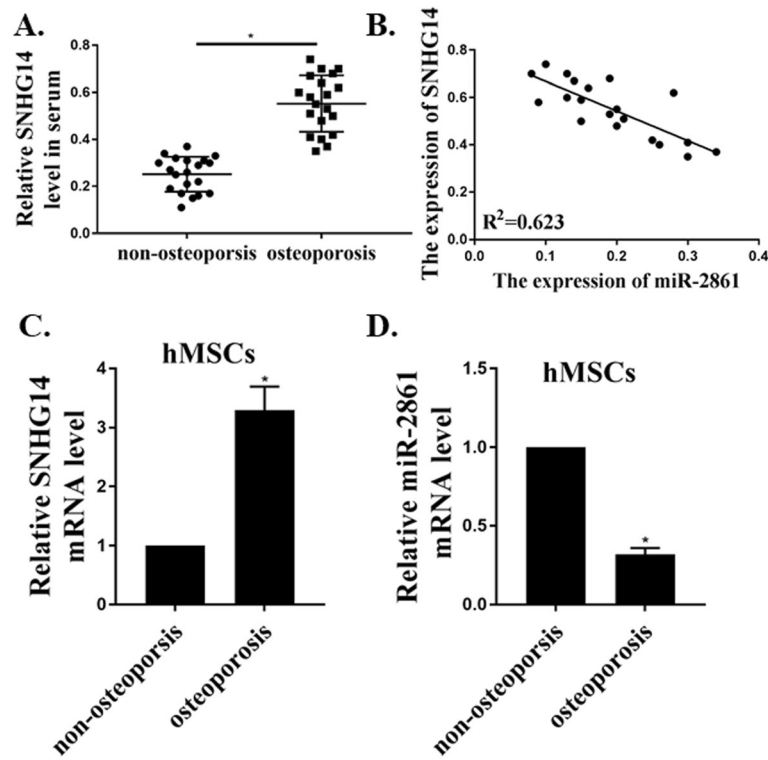 A.
Relative SNHG14
level in serum
0.8
0.6
0.4
0.2
0.0
*
non-osteoporsis osteoporosis
B.
The expression of SNHG14
0.8
0.6
0.4
0.2
0.0
R²=0.623
0.0 0.1 0.2 0.3 0.4
The expression of miR-2861
C.
hMSCs
Relative SNHG14
mRNA level
4
3
2
1
0
*
non-osteoporsis
osteoporosis
D.
hMSCs
Relative miR-2861
mRNA level
1.5
1.0
0.5
0.0
*
non-osteoporsis
osteoporosis